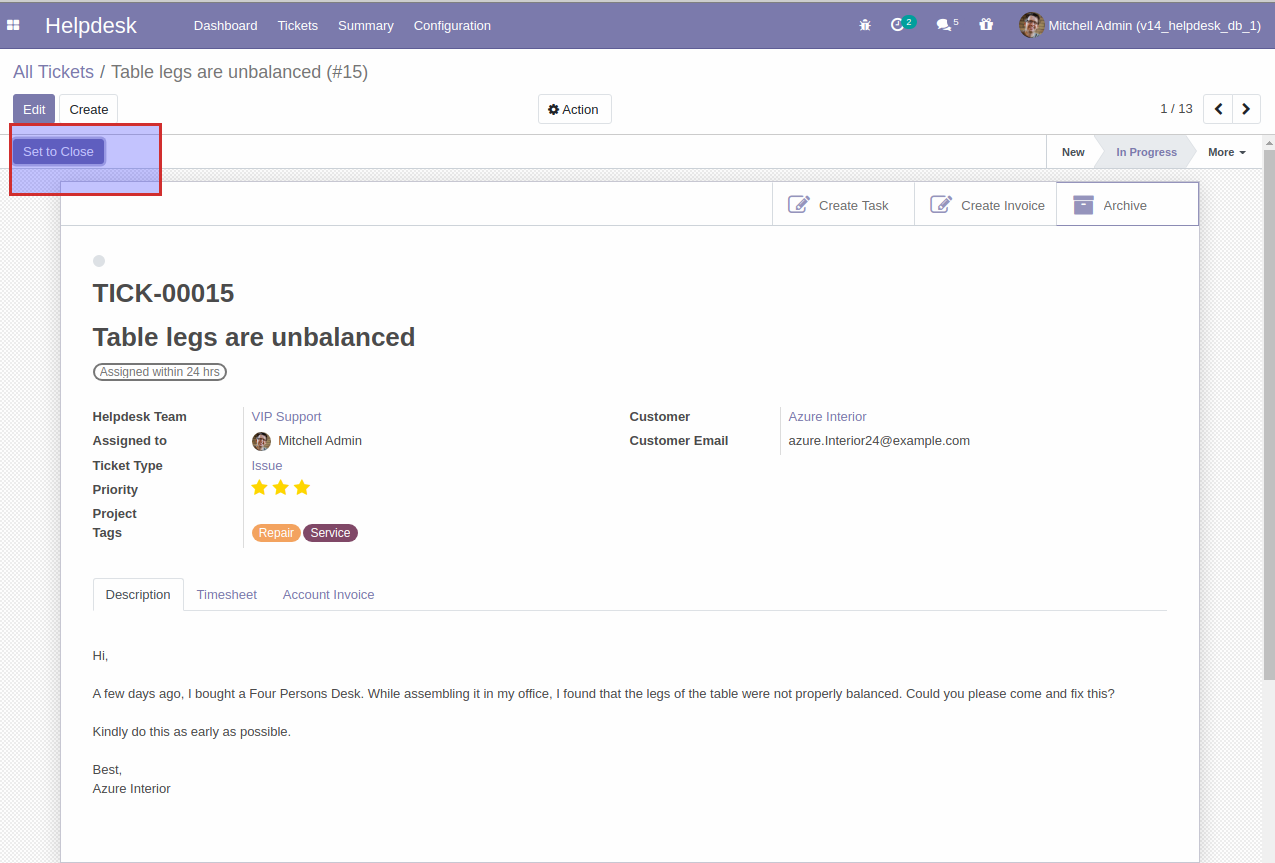 Helpdesk Dashboard Tickets Summary Configuration 2 5 Mitchell Admin (v14_helpdesk_db_1)
All Tickets / Table legs are unbalanced (#15)
Edit Create Action 1 / 13
Set to Close New In Progress More
Create Task Create Invoice Archive
TICK-00015
Table legs are unbalanced
Assigned within 24 hrs
Helpdesk Team VIP Support Customer Azure Interior
Assigned to Mitchell Admin Customer Email azure.Interior24@example.com
Ticket Type Issue
Priority
Project
Tags Repair Service
Description Timesheet Account Invoice
Hi,
A few days ago, I bought a Four Persons Desk. While assembling it in my office, I found that the legs of the table were not properly balanced. Could you please come and fix this?
Kindly do this as early as possible.
Best,
Azure Interior